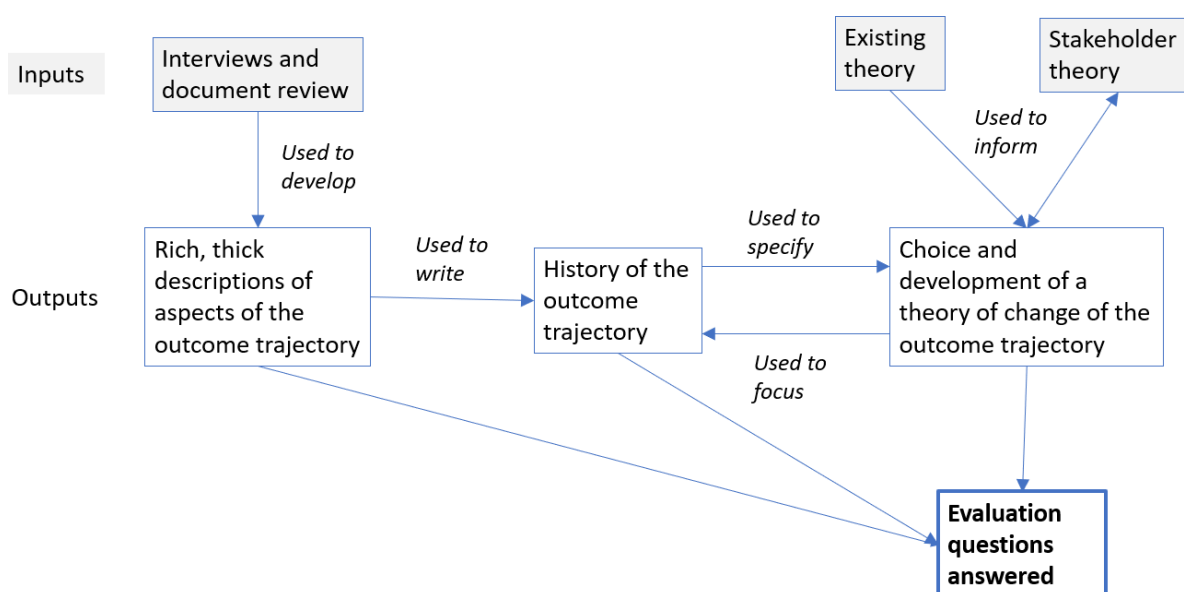 Inputs
Interviews and
document review
Existing
theory
Stakeholder
theory
Used to
develop
Used to
inform
Outputs
Rich, thick
descriptions of
aspects of the
outcome trajectory
Used to
write
History of the
outcome
trajectory
Used to
specify
Used to
focus
Choice and
development of a
theory of change of the
outcome trajectory
Evaluation
questions
answered